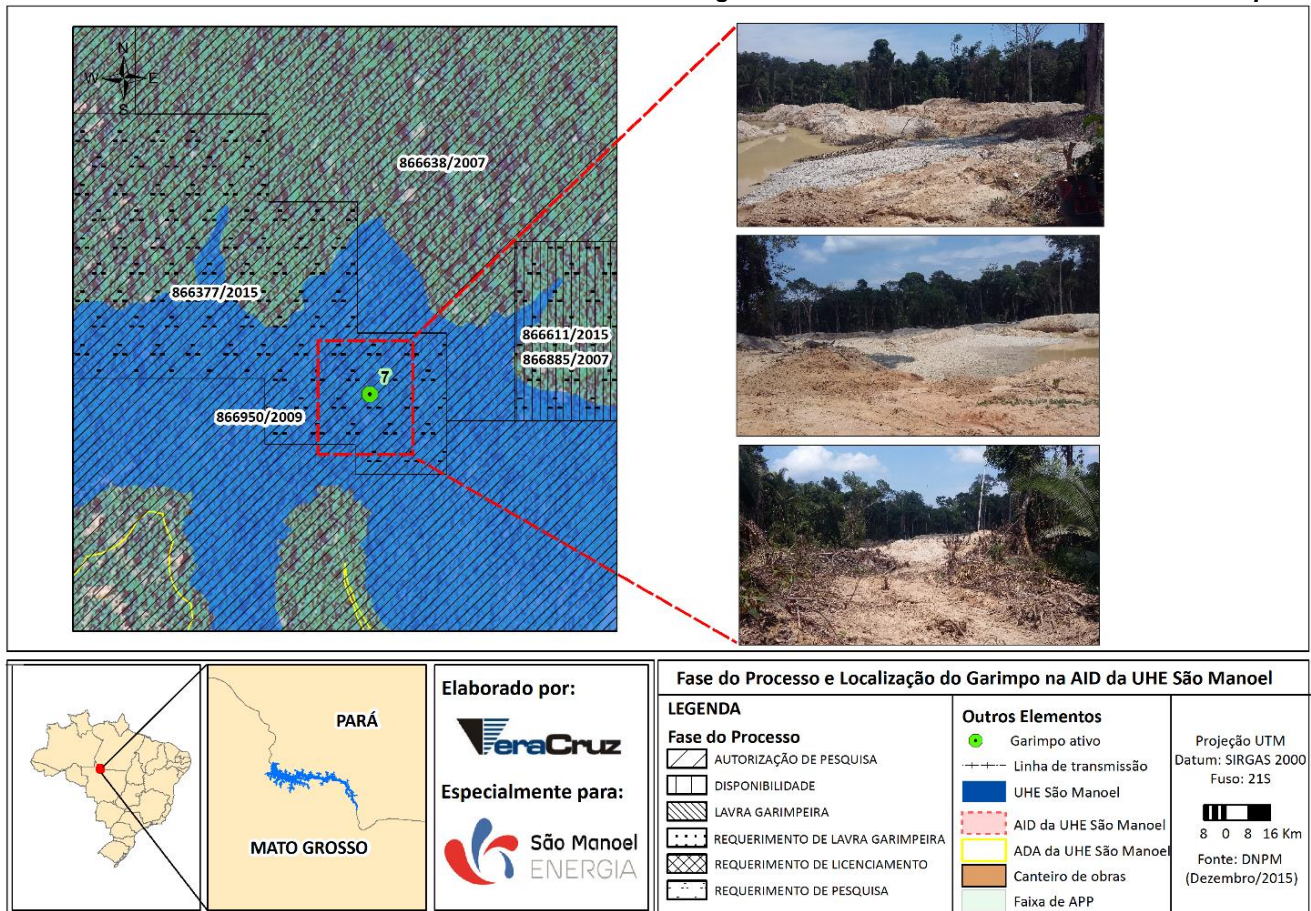 N
W E
S
866638/2007
866377/2015
866611/2015
866885/2007
7
866950/2009
PARÁ
MATO GROSSO
Elaborado por:
VeraCruz
Especialmente para:
São Manoel
ENERGIA
Fase do Processo e Localização do Garimpo na AID da UHE São Manoel
LEGENDA
Fase do Processo
AUTORIZAÇÃO DE PESQUISA
DISPONIBILIDADE
LAVRA GARIMPEIRA
REQUERIMENTO DE LAVRA GARIMPEIRA
REQUERIMENTO DE LICENCIAMENTO
REQUERIMENTO DE PESQUISA
Outros Elementos
Garimpo ativo
Linha de transmissão
UHE São Manoel
AID da UHE São Manoel
ADA da UHE São Manoel
Canteiro de obras
Faixa de APP
Projeção UTM
Datum: SIRGAS 2000
Fuso: 21S
8 0 8 16 Km
Fonte: DNPM
(Dezembro/2015)